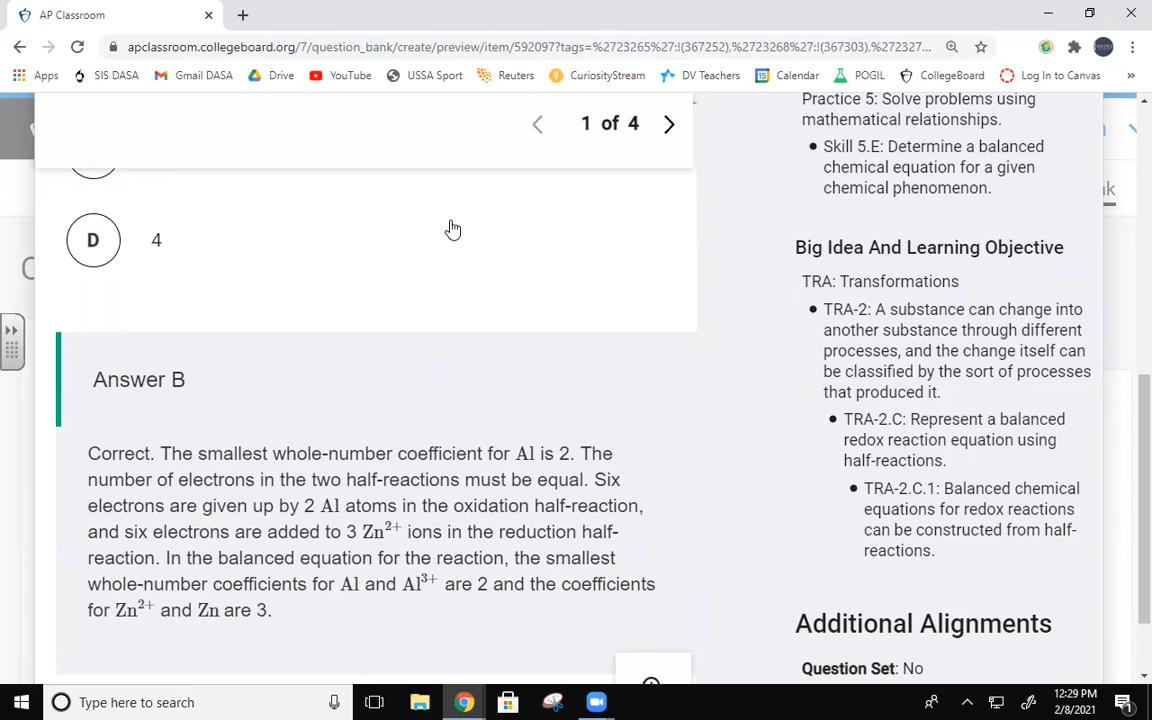 AP Classroom
apclassroom.collegeboard.org/7/question_bank/create/preview/item/592097?tags=%2723265%27:!(367252),%2723268%27:!(367303),%272327...
Apps SIS DASA Gmail DASA Drive YouTube USSA Sport Reuters CuriosityStream DV Teachers Calendar POGIL CollegeBoard Log In to Canvas »
1 of 4
D 4
Answer B
Correct. The smallest whole-number coefficient for Al is 2. The
number of electrons in the two half-reactions must be equal. Six
electrons are given up by 2 Al atoms in the oxidation half-reaction,
and six electrons are added to 3 Zn²⁺ ions in the reduction half-
reaction. In the balanced equation for the reaction, the smallest
whole-number coefficients for Al and Al³⁺ are 2 and the coefficients
for Zn²⁺ and Zn are 3.
Practice 5: Solve problems using
mathematical relationships.
• Skill 5.E: Determine a balanced
chemical equation for a given
chemical phenomenon.
Big Idea And Learning Objective
TRA: Transformations
• TRA-2: A substance can change into
another substance through different
processes, and the change itself can
be classified by the sort of processes
that produced it.
• TRA-2.C: Represent a balanced
redox reaction equation using
half-reactions.
• TRA-2.C.1: Balanced chemical
equations for redox reactions
can be constructed from half-
reactions.
Additional Alignments
Question Set: No
Type here to search
12:29 PM
2/8/2021